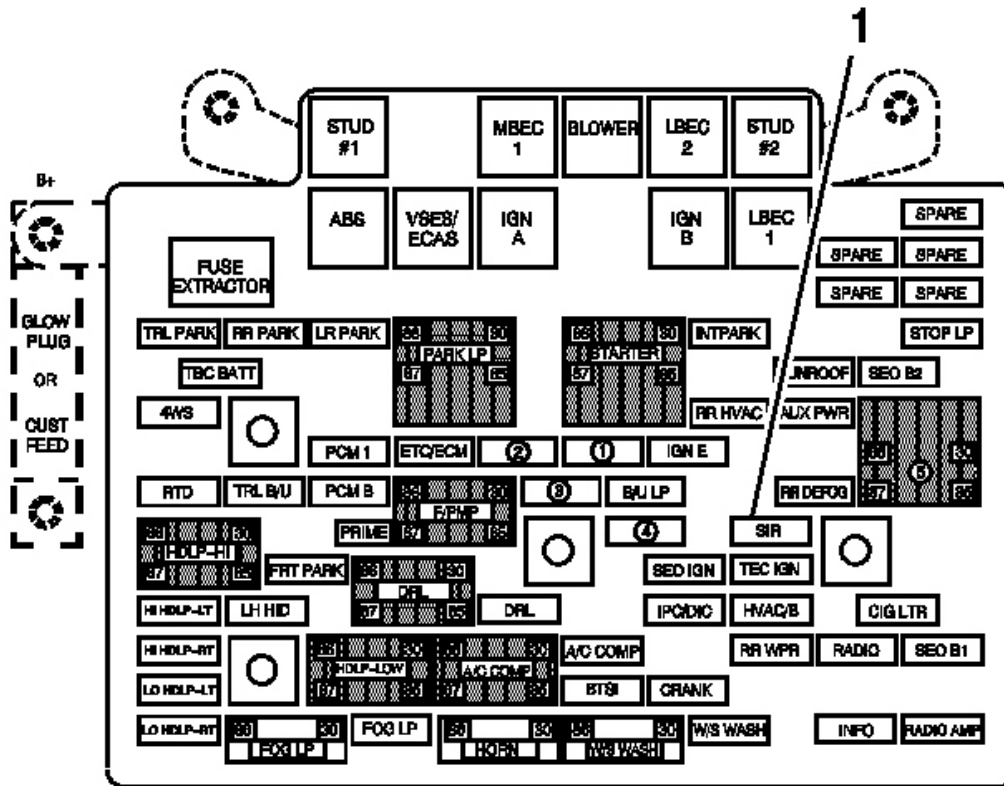 1
STUD #1
MBEC 1
BLOWER
LBEC 2
STUD #2
B+
ABS
VSES/ ECAS
IGN A
IGN B
LBEC 1
SPARE
FUSE EXTRACTOR
SPARE SPARE
SPARE SPARE
GLOW PLUG OR CUST FEED
TRL PARK RR PARK LR PARK
86 30
PARK LP
87 85
86 30
STARTER
87 85
INTPARK
STOP LP
TBC BATT
SUNROOF SEO B2
4WS
RR HVAC AUX PWR
PCM 1 ETC/ECM ② ① IGN E
86 30
⑤
87 85
RTD TRL B/U PCM B
86 30
F/PMP
87 85
③ B/U LP
RR DEFOG
PRIME
④ SIR
86 30
HDLP-HI
87 85
FRT PARK
86 30
DRL
87 85
SEO IGN TEC IGN
HI HDLP-LT LH HID
DRL
IPC/DIC HVAC/B CIG LTR
HI HDLP-RT
86 30
HDLP-LOW
87 85
86 30
A/C COMP
87 85
A/C COMP
RR WPR RADIO SEO B1
LO HDLP-LT
BTSI CRANK
LO HDLP-RT
86 30
FOG LP
FOG LP
86 30
HORN
86 30
W/S WASH
W/S WASH
INFO RADIO AMP